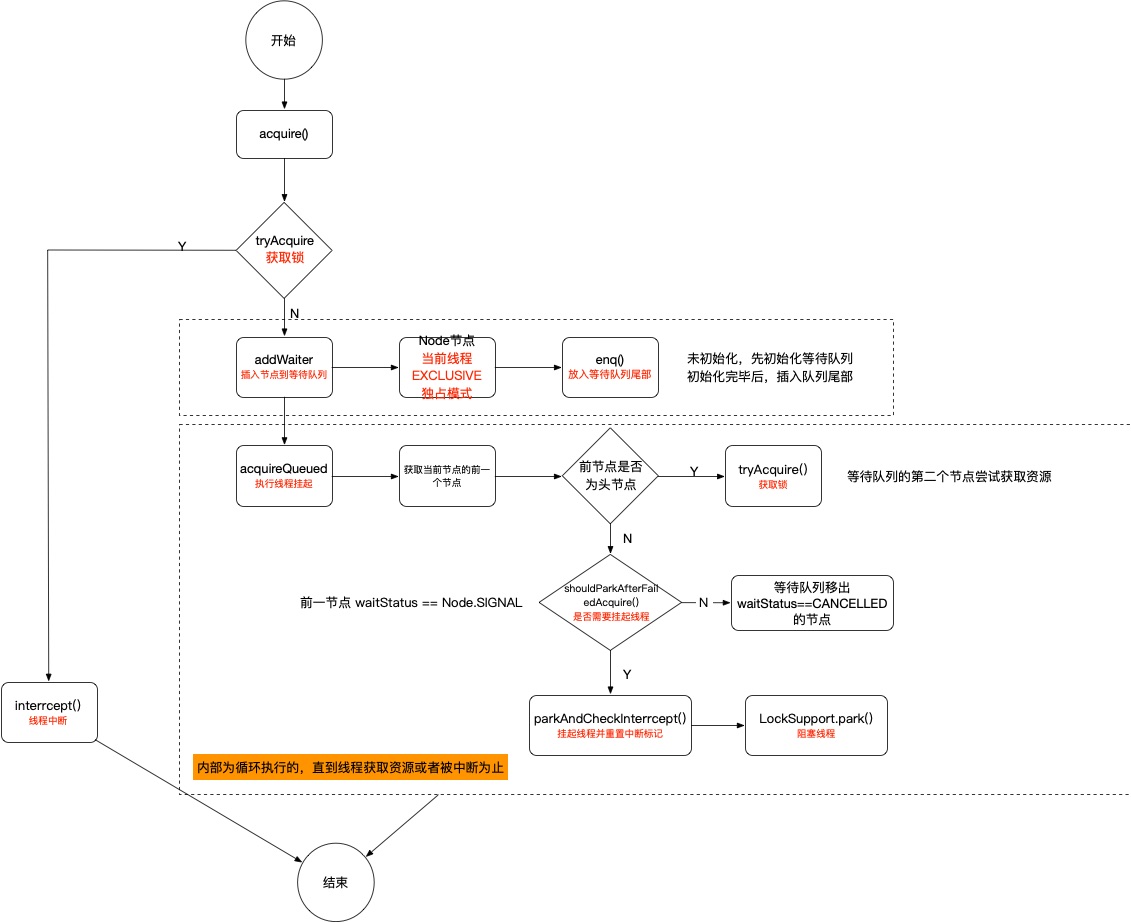 开始
acquire()
tryAcquire
获取锁
Y
N
addWaiter
插入节点到等待队列
Node节点
当前线程
EXCLUSIVE
独占模式
enq()
放入等待队列尾部
未初始化，先初始化等待队列
初始化完毕后，插入队列尾部
acquireQueued
执行线程挂起
获取当前节点的前一
个节点
前节点是否
为头节点
Y
tryAcquire()
获取锁
等待队列的第二个节点尝试获取资源
N
前一节点 waitStatus == Node.SIGNAL
shouldParkAfterFail
edAcquire()
是否需要挂起线程
N
等待队列移出
waitStatus==CANCELLED
的节点
Y
interrcept()
线程中断
parkAndCheckInterrcept()
挂起线程并重置中断标记
LockSupport.park()
阻塞线程
内部为循环执行的，直到线程获取资源或者被中断为止
结束